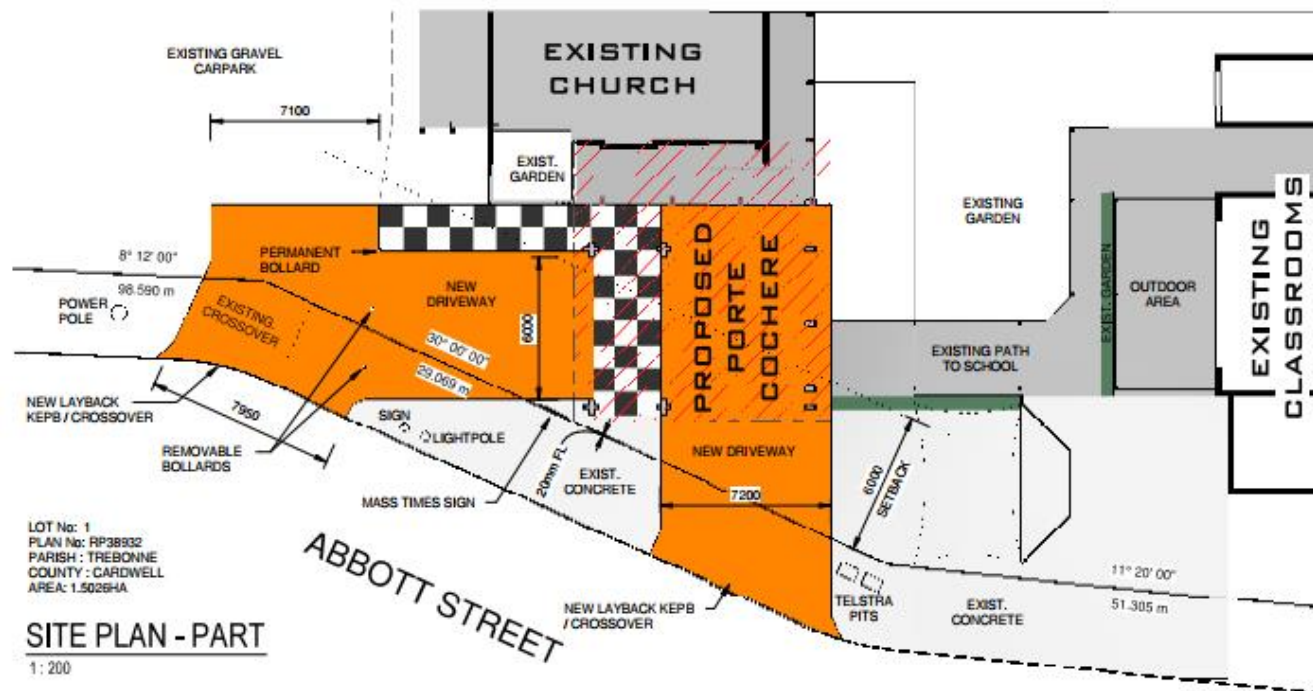 EXISTING GRAVEL
CARPARK
7100
EXISTING
CHURCH
EXIST.
GARDEN
EXISTING
GARDEN
PERMANENT
BOLLARD
NEW
DRIVEWAY
6000
PROPOSED
PORTE
COCHERE
EXIST. GARDEN
OUTDOOR
AREA
EXISTING
CLASSROOMS
8° 12' 00"
98.590 m
POWER
POLE
EXISTING
CROSSOVER
30° 00' 00"
29.069 m
EXISTING PATH
TO SCHOOL
NEW LAYBACK
KEPB / CROSSOVER
7950
REMOVABLE
BOLLARDS
SIGN
LIGHTPOLE
MASS TIMES SIGN
20mm FL
EXIST.
CONCRETE
NEW DRIVEWAY
7200
6000
SETBACK
LOT No: 1
PLAN No: RP38932
PARISH : TREBONNE
COUNTY : CARDWELL
AREA: 1.5026HA
ABBOTT STREET
NEW LAYBACK KEPB
/ CROSSOVER
TELSTRA
PITS
EXIST.
CONCRETE
11° 20' 00"
51.305 m
SITE PLAN - PART
1 : 200